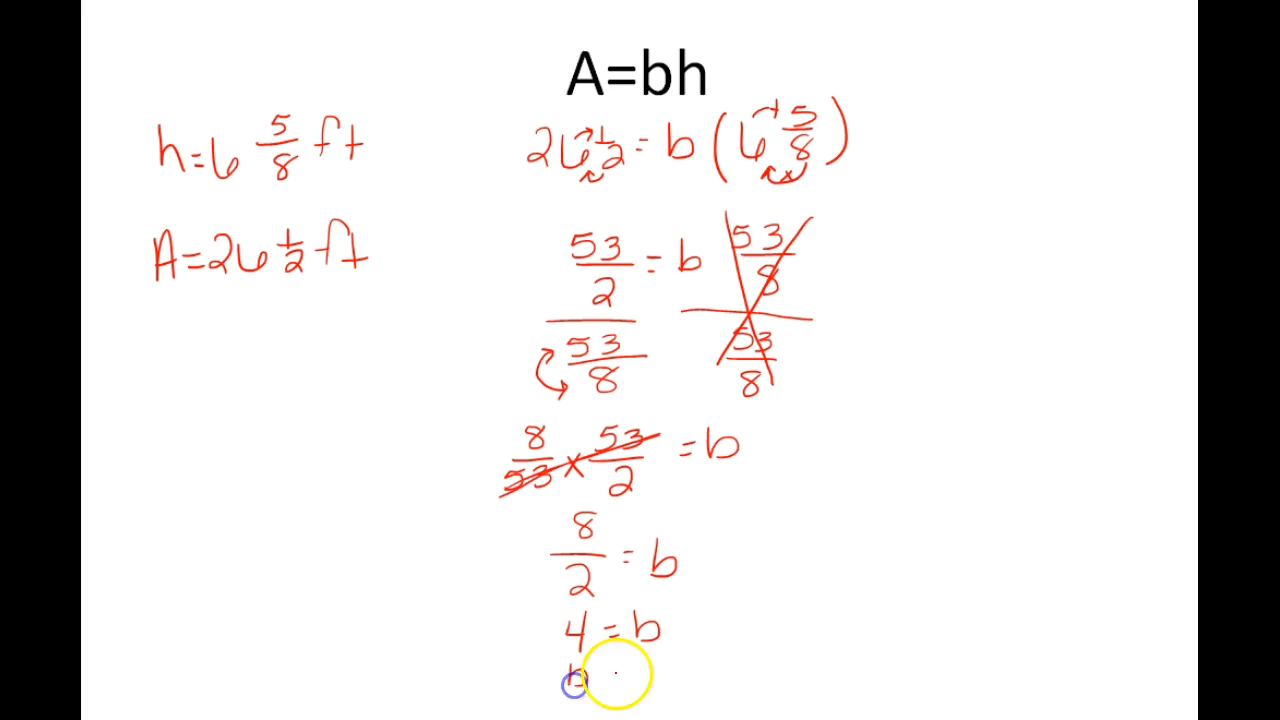 A=bh
h=6 5/8 ft
A=26 1/2 ft
26 1/2 = b (6 5/8)
53/2 = b 53/8
53/8 53/8
8/53 x 53/2 = b
8/2 = b
4 = b
b